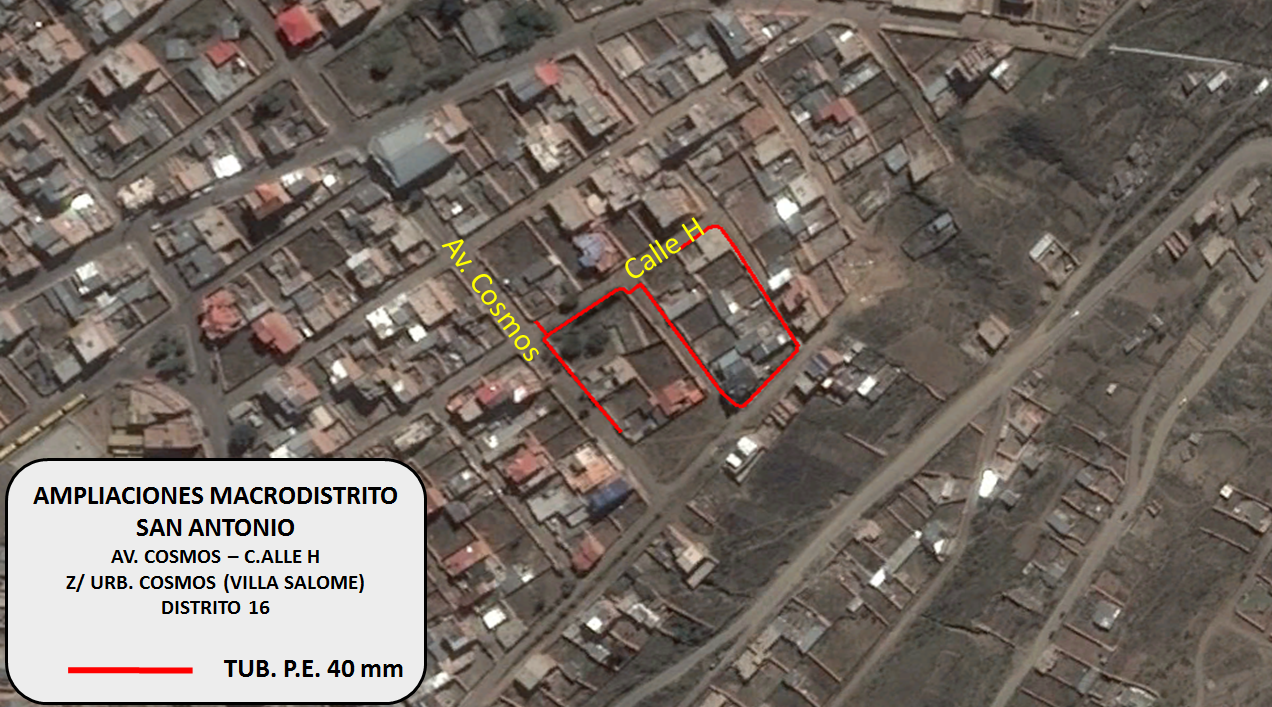 Calle H
Av. Cosmos
AMPLIACIONES MACRODISTRITO
SAN ANTONIO
AV. COSMOS – C.ALLE H
Z/ URB. COSMOS (VILLA SALOME)
DISTRITO 16
TUB. P.E. 40 mm